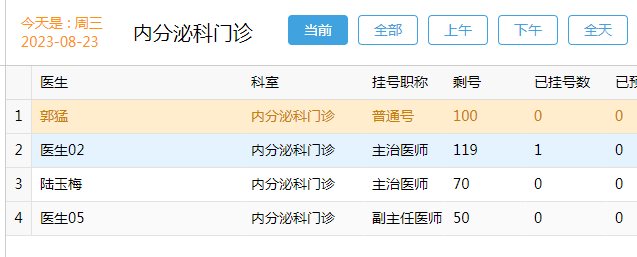 今天是 : 周三
2023-08-23
内分泌科门诊
当前 全部 上午 下午 全天
医生 科室 挂号职称 剩号 已挂号数 已预
1 郭猛 内分泌科门诊 普通号 100 0 0
2 医生02 内分泌科门诊 主治医师 119 1 0
3 陆玉梅 内分泌科门诊 主治医师 70 0 0
4 医生05 内分泌科门诊 副主任医师 50 0 0